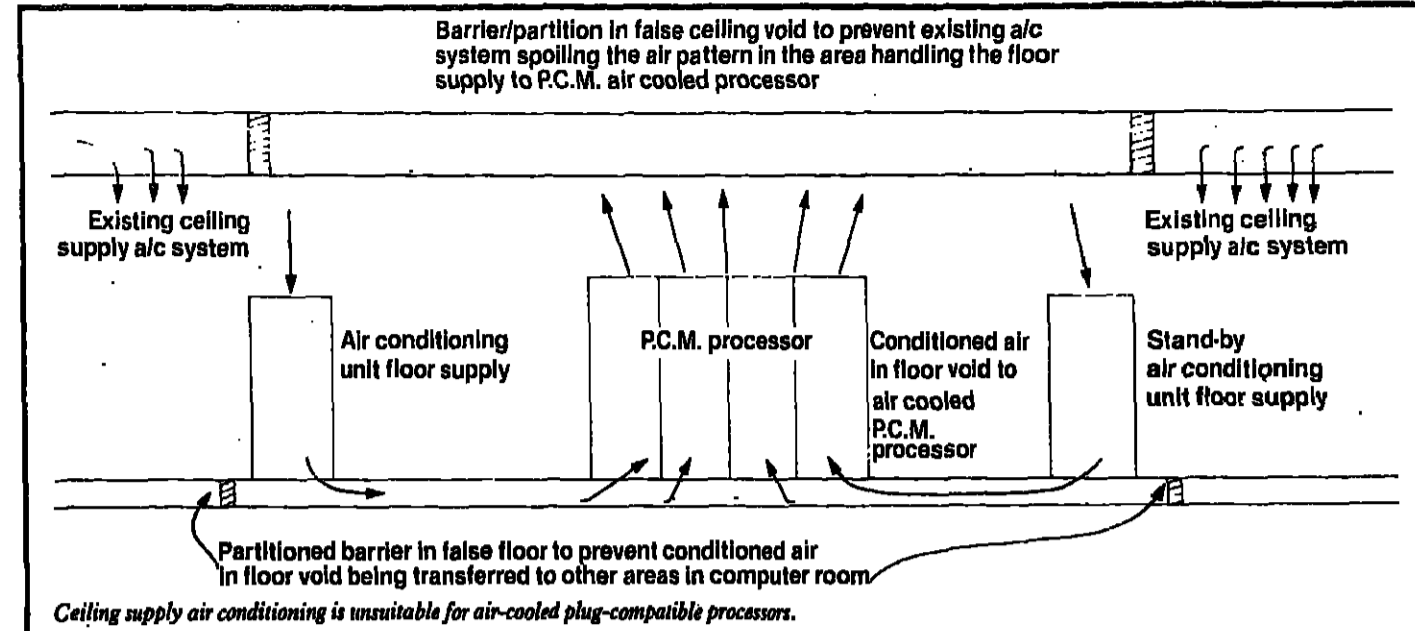 Barrier/partition in false ceiling void to prevent existing a/c
system spoiling the air pattern in the area handling the floor
supply to P.C.M. air cooled processor
Existing ceiling
supply a/c system
Existing ceiling
supply a/c system
Air conditioning
unit floor supply
P.C.M. processor
Conditioned air
in floor void to
air cooled
P.C.M.
processor
Stand-by
air conditioning
unit floor supply
Partitioned barrier in false floor to prevent conditioned air
in floor void being transferred to other areas in computer room
Ceiling supply air conditioning is unsuitable for air-cooled plug-compatible processors.